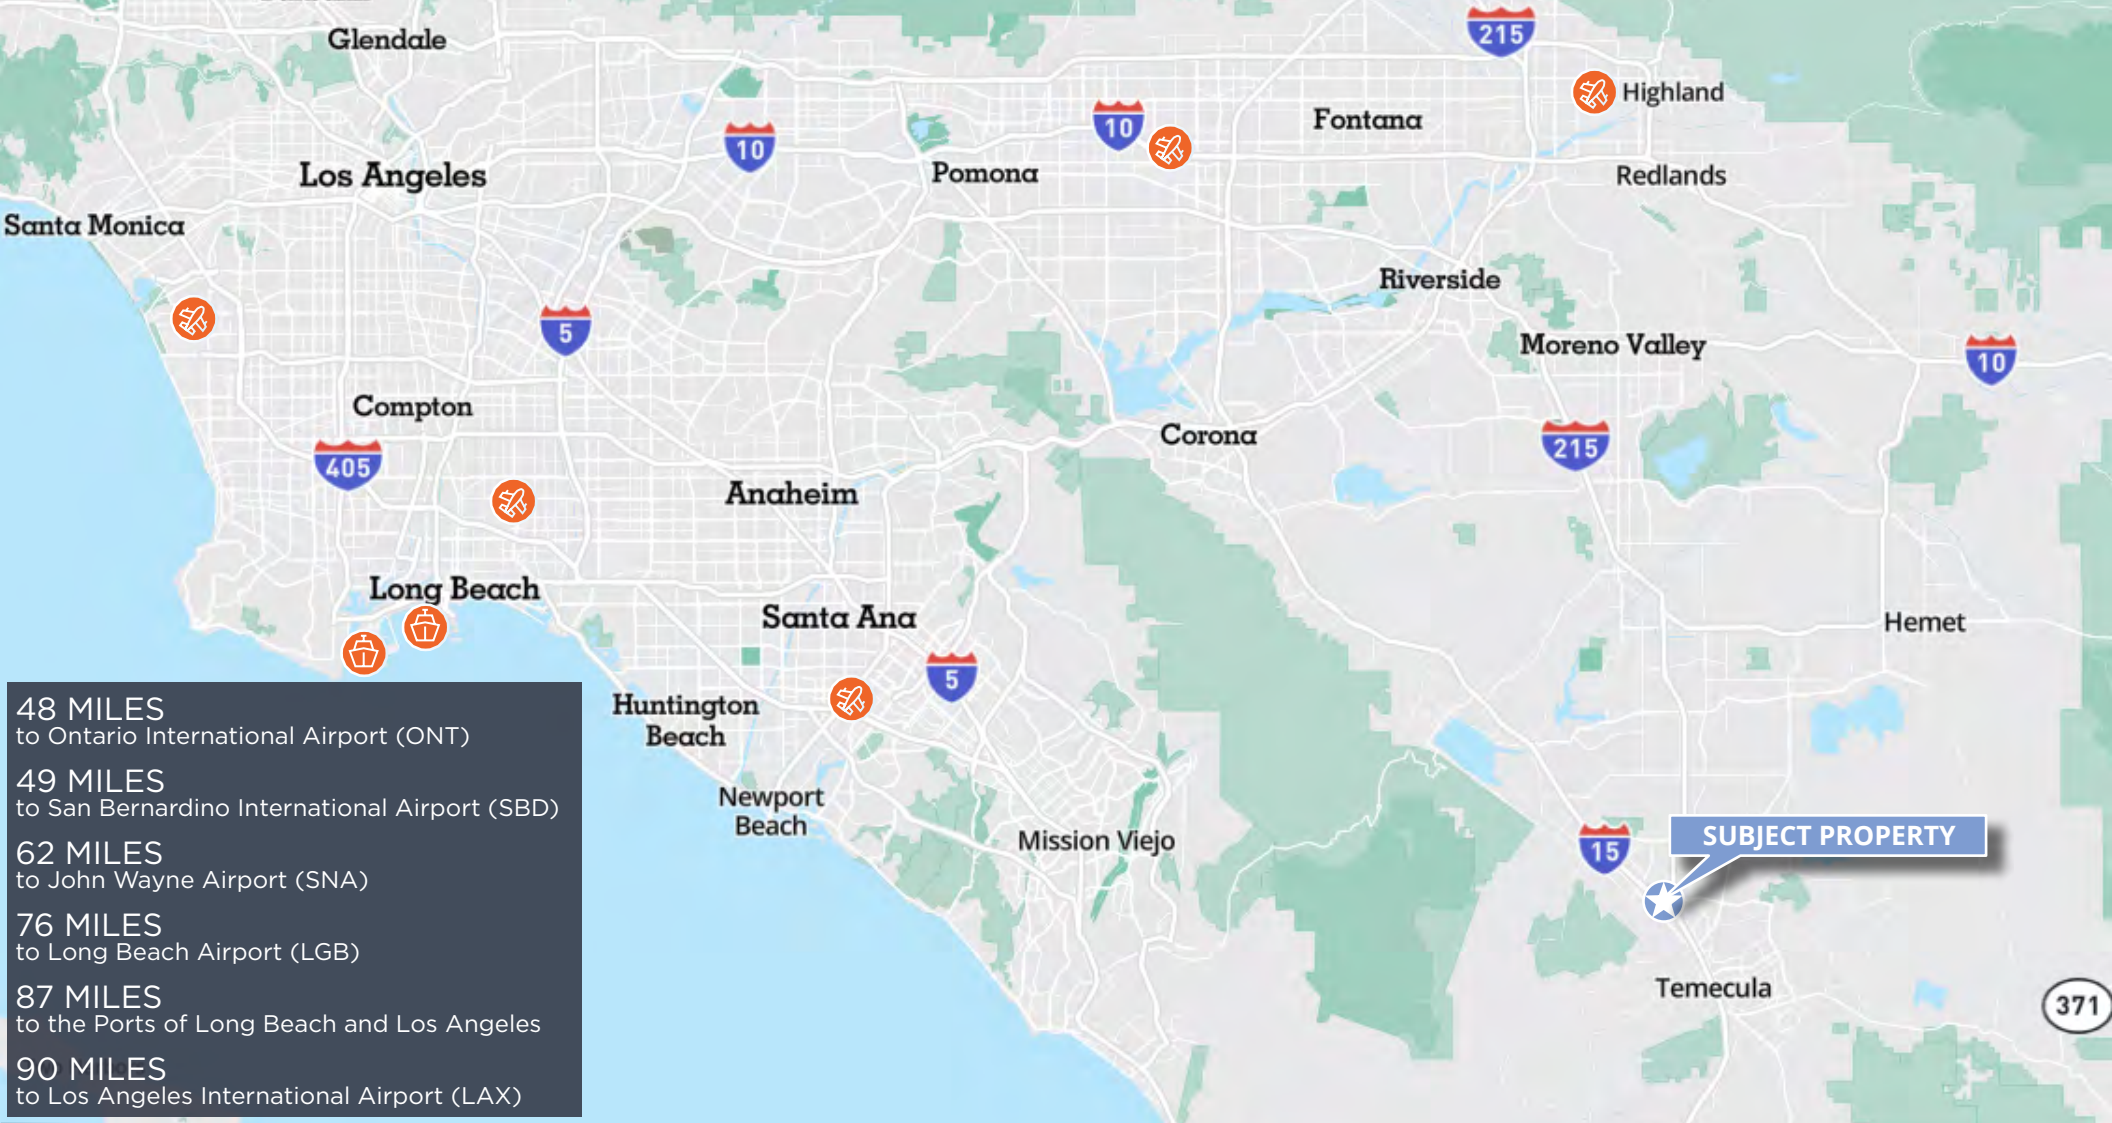 Glendale
215
Highland
10
Fontana
10
Los Angeles
Pomona
Redlands
Santa Monica
Riverside
5
Moreno Valley
10
Compton
Corona
215
405
Anaheim
Long Beach
Santa Ana
Hemet
5
Huntington
Beach
Newport
Beach
Mission Viejo
15
SUBJECT PROPERTY
Temecula
371
48 MILES
to Ontario International Airport (ONT)
49 MILES
to San Bernardino International Airport (SBD)
62 MILES
to John Wayne Airport (SNA)
76 MILES
to Long Beach Airport (LGB)
87 MILES
to the Ports of Long Beach and Los Angeles
90 MILES
to Los Angeles International Airport (LAX)